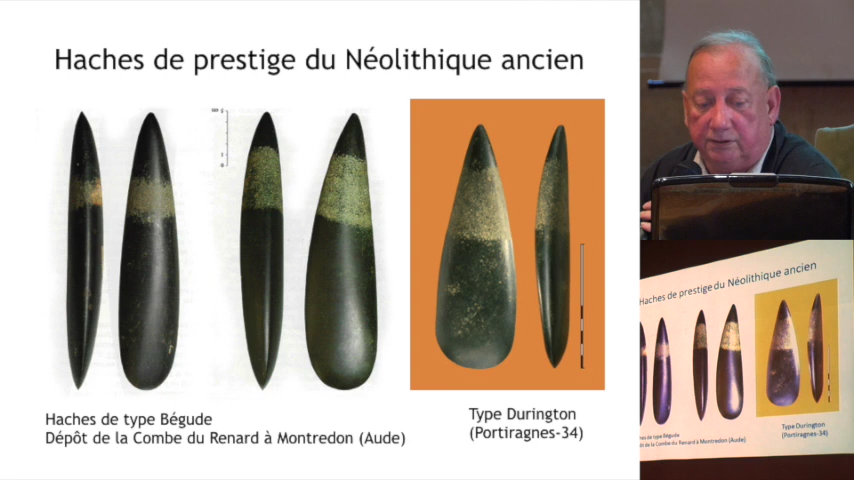 Haches de prestige du Néolithique ancien
Haches de type Bégude
Dépôt de la Combe du Renard à Montredon (Aude)
Type Durington
(Portiragnes-34)
Haches de prestige du Néolithique ancien
de type Bégude
de la Combe du Renard à Montredon (Aude)
Type Durington
(Portiragnes-34)